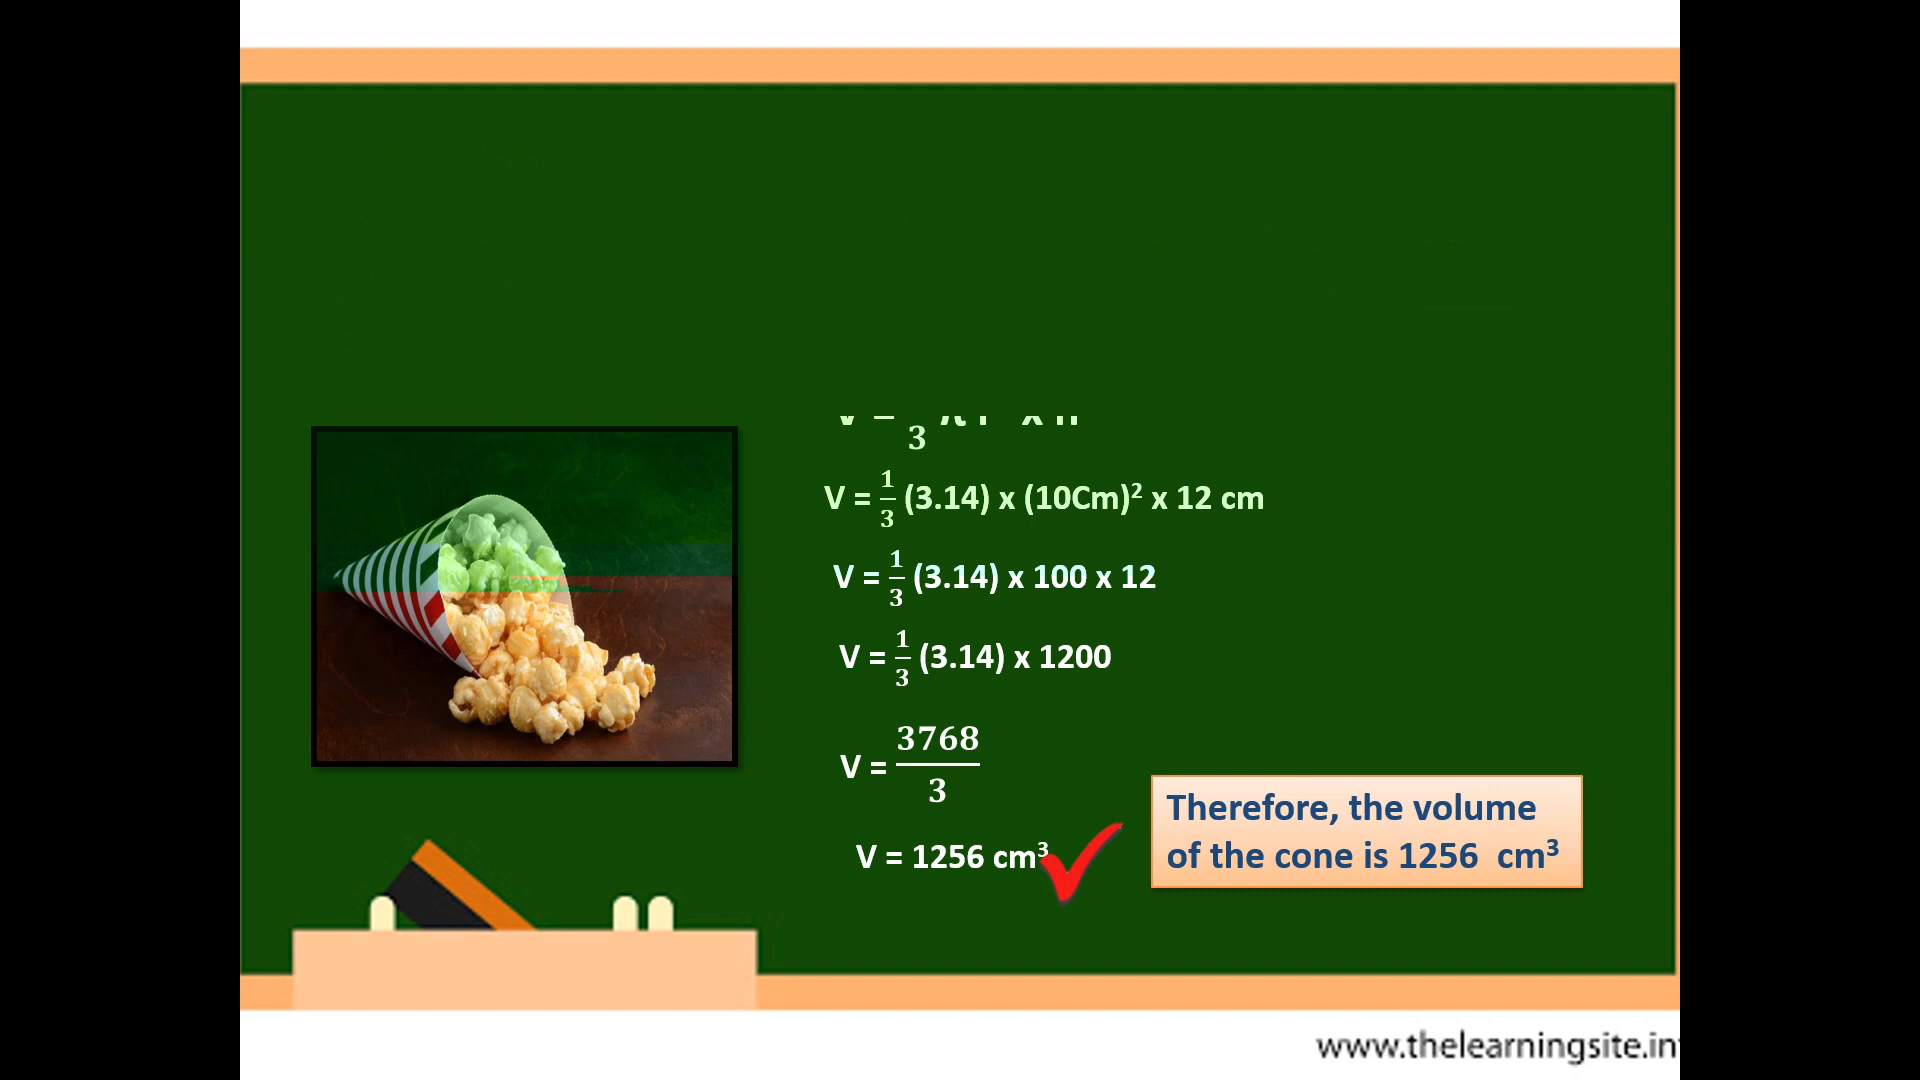 3
V = 1/3 (3.14) x (10Cm)² x 12 cm
V = 1/3 (3.14) x 100 x 12
V = 1/3 (3.14) x 1200
V = 3768/3
V = 1256 cm³
Therefore, the volume
of the cone is 1256 cm³
www.thelearningsite.in